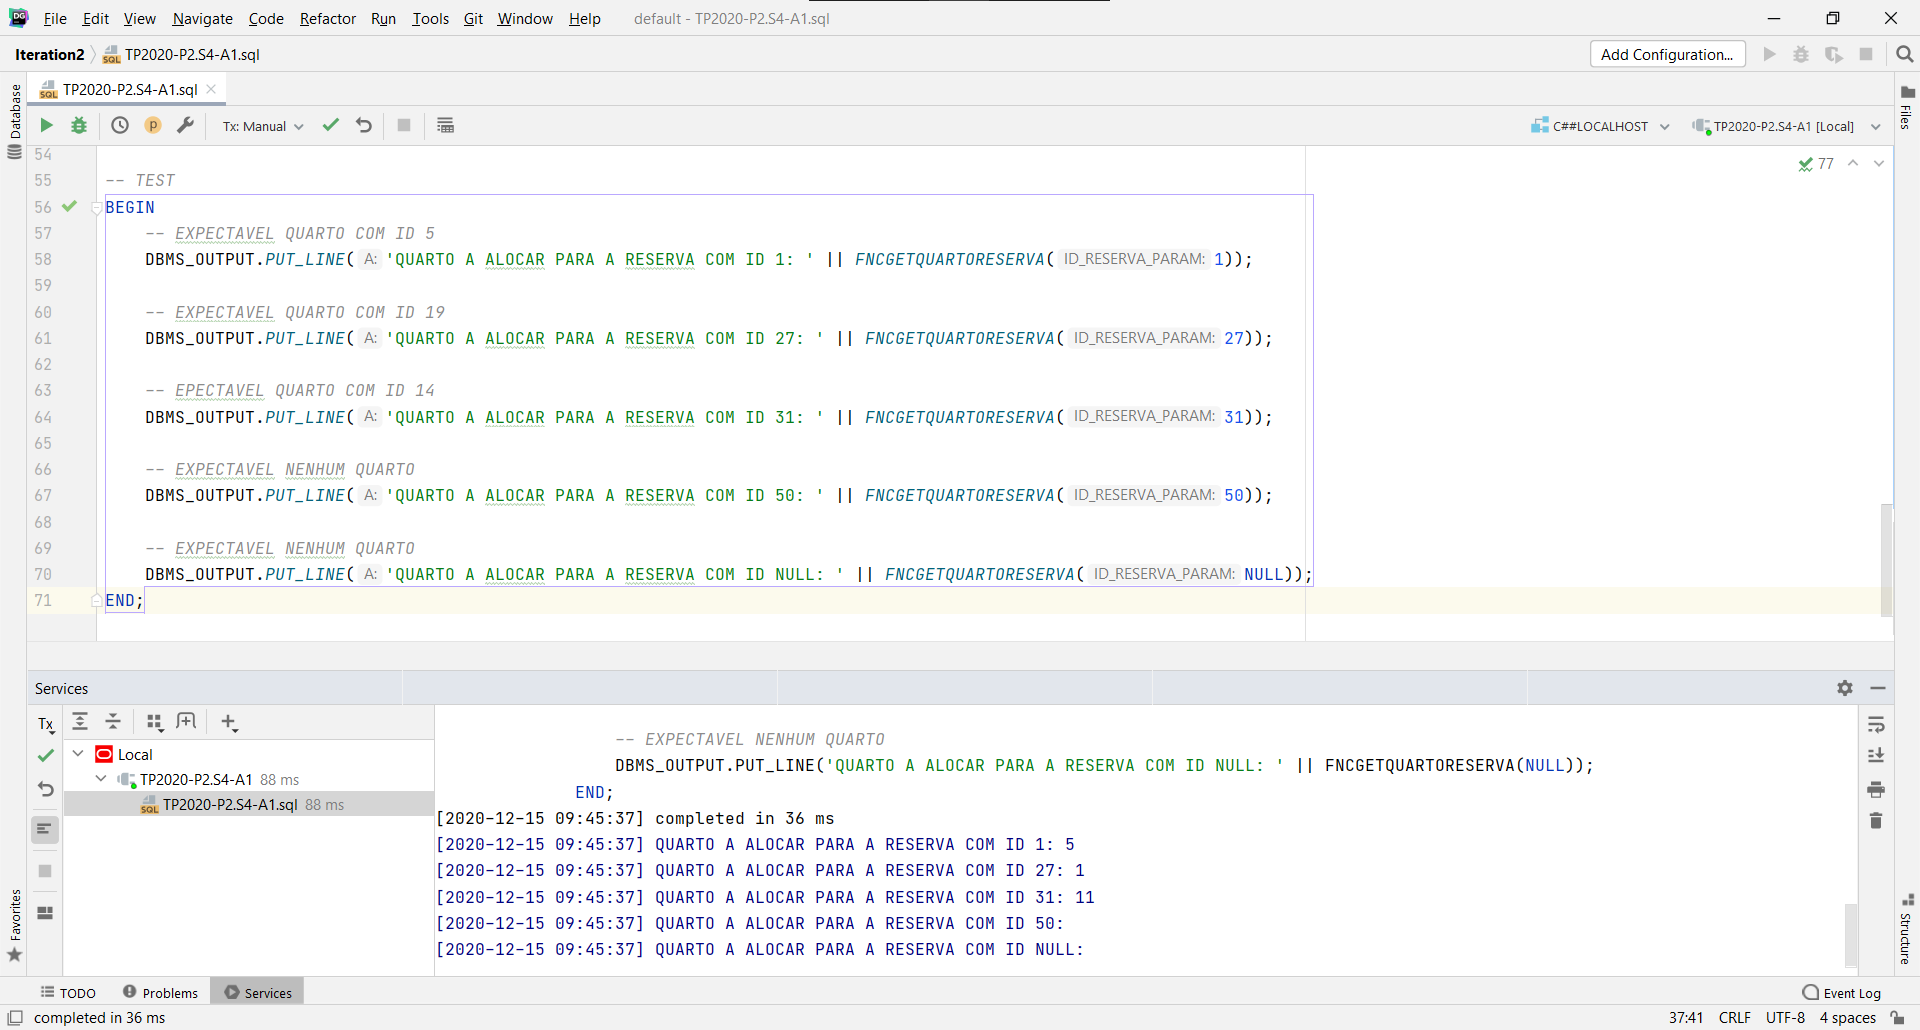 File Edit View Navigate Code Refactor Run Tools Git Window Help default - TP2020-P2.S4-A1.sql
Iteration2 TP2020-P2.S4-A1.sql Add Configuration...
TP2020-P2.S4-A1.sql
Tx: Manual C##LOCALHOST TP2020-P2.S4-A1 [Local]
Database
Files
77
54
55 -- TEST
56 BEGIN
57 -- EXPECTAVEL QUARTO COM ID 5
58 DBMS_OUTPUT.PUT_LINE( A: 'QUARTO A ALOCAR PARA A RESERVA COM ID 1: ' || FNCGETQUARTORESERVA( ID_RESERVA_PARAM: 1));
59
60 -- EXPECTAVEL QUARTO COM ID 19
61 DBMS_OUTPUT.PUT_LINE( A: 'QUARTO A ALOCAR PARA A RESERVA COM ID 27: ' || FNCGETQUARTORESERVA( ID_RESERVA_PARAM: 27));
62
63 -- EPECTAVEL QUARTO COM ID 14
64 DBMS_OUTPUT.PUT_LINE( A: 'QUARTO A ALOCAR PARA A RESERVA COM ID 31: ' || FNCGETQUARTORESERVA( ID_RESERVA_PARAM: 31));
65
66 -- EXPECTAVEL NENHUM QUARTO
67 DBMS_OUTPUT.PUT_LINE( A: 'QUARTO A ALOCAR PARA A RESERVA COM ID 50: ' || FNCGETQUARTORESERVA( ID_RESERVA_PARAM: 50));
68
69 -- EXPECTAVEL NENHUM QUARTO
70 DBMS_OUTPUT.PUT_LINE( A: 'QUARTO A ALOCAR PARA A RESERVA COM ID NULL: ' || FNCGETQUARTORESERVA( ID_RESERVA_PARAM: NULL));
71 END;
Services
Tx
Local
TP2020-P2.S4-A1 88 ms
TP2020-P2.S4-A1.sql 88 ms
-- EXPECTAVEL NENHUM QUARTO
DBMS_OUTPUT.PUT_LINE('QUARTO A ALOCAR PARA A RESERVA COM ID NULL: ' || FNCGETQUARTORESERVA(NULL));
END;
[2020-12-15 09:45:37] completed in 36 ms
[2020-12-15 09:45:37] QUARTO A ALOCAR PARA A RESERVA COM ID 1: 5
[2020-12-15 09:45:37] QUARTO A ALOCAR PARA A RESERVA COM ID 27: 1
[2020-12-15 09:45:37] QUARTO A ALOCAR PARA A RESERVA COM ID 31: 11
[2020-12-15 09:45:37] QUARTO A ALOCAR PARA A RESERVA COM ID 50:
[2020-12-15 09:45:37] QUARTO A ALOCAR PARA A RESERVA COM ID NULL:
Favorites
Structure
TODO Problems Services Event Log
completed in 36 ms 37:41 CRLF UTF-8 4 spaces